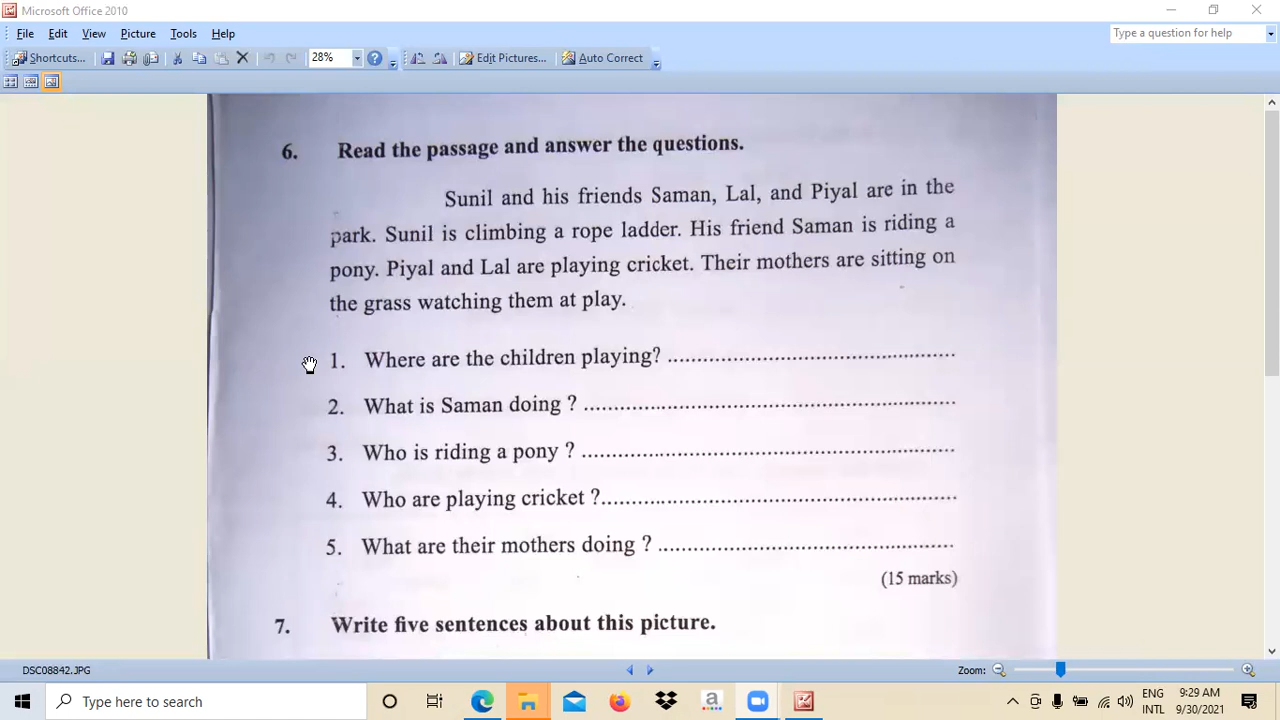 Microsoft Office 2010
File Edit View Picture Tools Help
Type a question for help
Shortcuts... 28% Edit Pictures... Auto Correct
6. Read the passage and answer the questions.
Sunil and his friends Saman, Lal, and Piyal are in the
park. Sunil is climbing a rope ladder. His friend Saman is riding a
pony. Piyal and Lal are playing cricket. Their mothers are sitting on
the grass watching them at play.
1. Where are the children playing? ..........................................................
2. What is Saman doing ? ..........................................................................
3. Who is riding a pony ? ..........................................................................
4. Who are playing cricket ?......................................................................
5. What are their mothers doing ? ...........................................................
(15 marks)
7. Write five sentences about this picture.
DSC08842.JPG
Zoom:
Type here to search
a
ENG
INTL
9:29 AM
9/30/2021